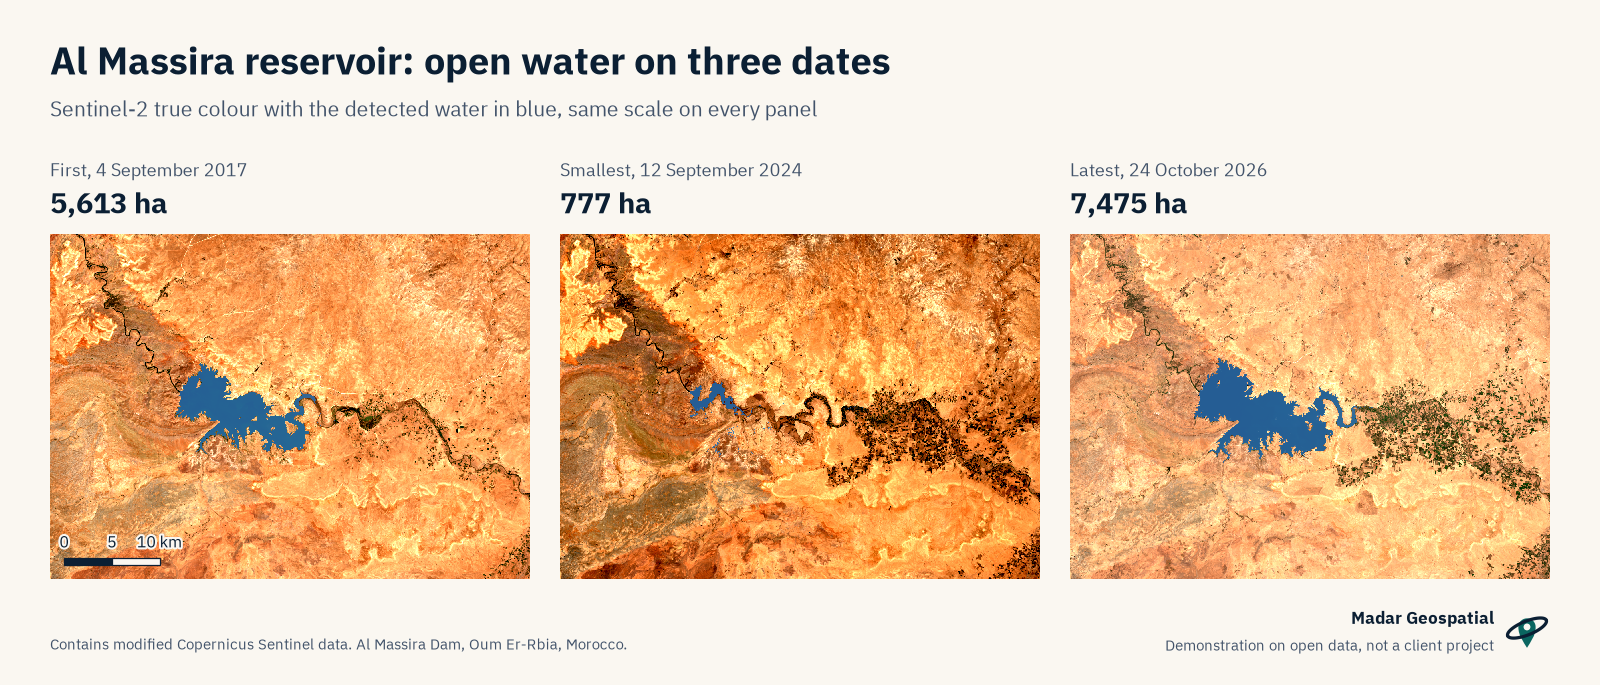 Al Massira reservoir: open water on three dates
Sentinel-2 true colour with the detected water in blue, same scale on every panel
First, 4 September 2017
5,613 ha
Smallest, 12 September 2024
777 ha
Latest, 24 October 2026
7,475 ha
0 5 10 km
Contains modified Copernicus Sentinel data. Al Massira Dam, Oum Er-Rbia, Morocco.
Madar Geospatial
Demonstration on open data, not a client project